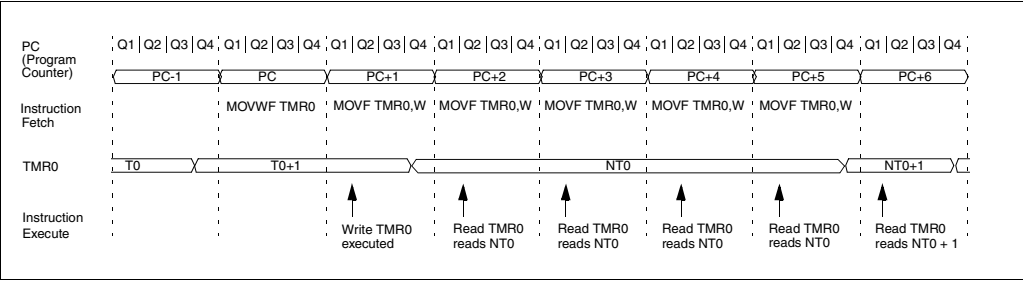 Q1 Q2 Q3 Q4 Q1 Q2 Q3 Q4 Q1 Q2 Q3 Q4 Q1 Q2 Q3 Q4 Q1 Q2 Q3 Q4 Q1 Q2 Q3 Q4 Q1 Q2 Q3 Q4 Q1 Q2 Q3 Q4
PC
(Program
Counter)
PC-1 PC PC+1 PC+2 PC+3 PC+4 PC+5 PC+6
Instruction
Fetch
MOVWF TMR0 MOVF TMR0,W MOVF TMR0,W MOVF TMR0,W MOVF TMR0,W MOVF TMR0,W
TMR0
T0 T0+1 NT0 NT0+1
Instruction
Execute
Write TMR0
executed
Read TMR0
reads NT0
Read TMR0
reads NT0
Read TMR0
reads NT0
Read TMR0
reads NT0
Read TMR0
reads NT0 + 1